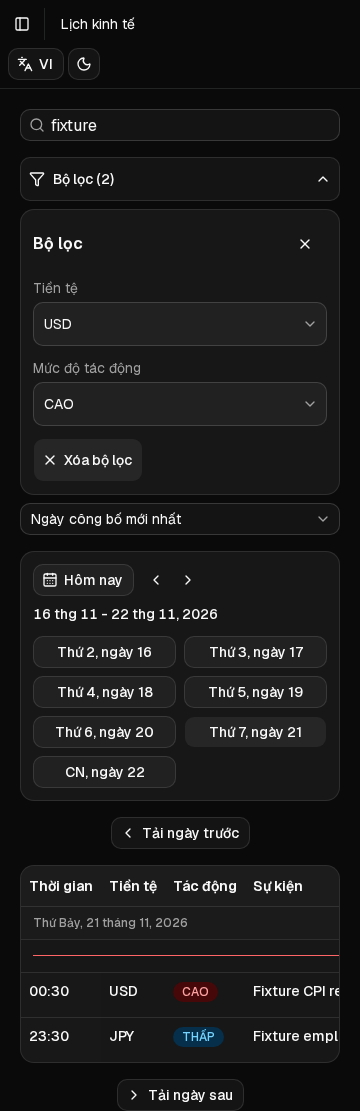 Lịch kinh tế
VI
fixture
Bộ lọc (2)
Bộ lọc
Tiền tệ
USD
Mức độ tác động
CAO
Xóa bộ lọc
Ngày công bố mới nhất
Hôm nay
16 thg 11 - 22 thg 11, 2026
Thứ 2, ngày 16
Thứ 3, ngày 17
Thứ 4, ngày 18
Thứ 5, ngày 19
Thứ 6, ngày 20
Thứ 7, ngày 21
CN, ngày 22
Tải ngày trước
Thời gian Tiền tệ Tác động Sự kiện
Thứ Bảy, 21 tháng 11, 2026
00:30 USD CAO Fixture CPI re
23:30 JPY THẤP Fixture empl
Tải ngày sau